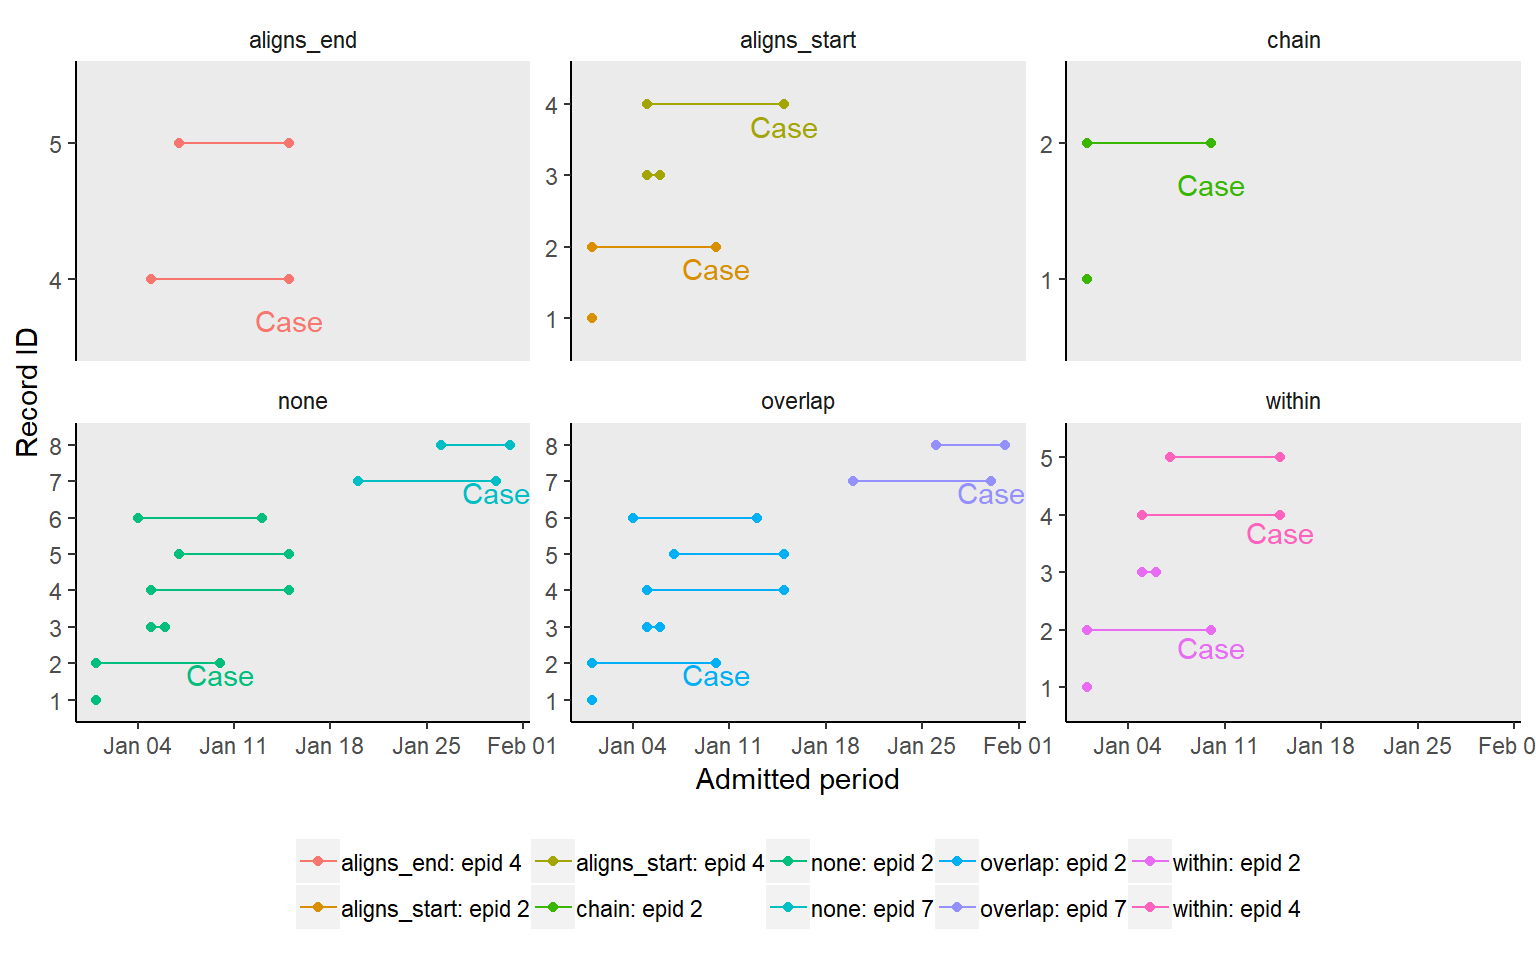 aligns_end
aligns_start
chain
5
4
Case
4
3
2
1
Case
Case
2
1
Case
Record ID
none
overlap
within
8
7
6
5
4
3
2
1
Case
Case
8
7
6
5
4
3
2
1
Case
Case
5
4
3
2
1
Case
Case
Jan 04 Jan 11 Jan 18 Jan 25 Feb 01
Jan 04 Jan 11 Jan 18 Jan 25 Feb 01
Jan 04 Jan 11 Jan 18 Jan 25 Feb 0
Admitted period
aligns_end: epid 4 aligns_start: epid 4 none: epid 2 overlap: epid 2 within: epid 2
aligns_start: epid 2 chain: epid 2 none: epid 7 overlap: epid 7 within: epid 4